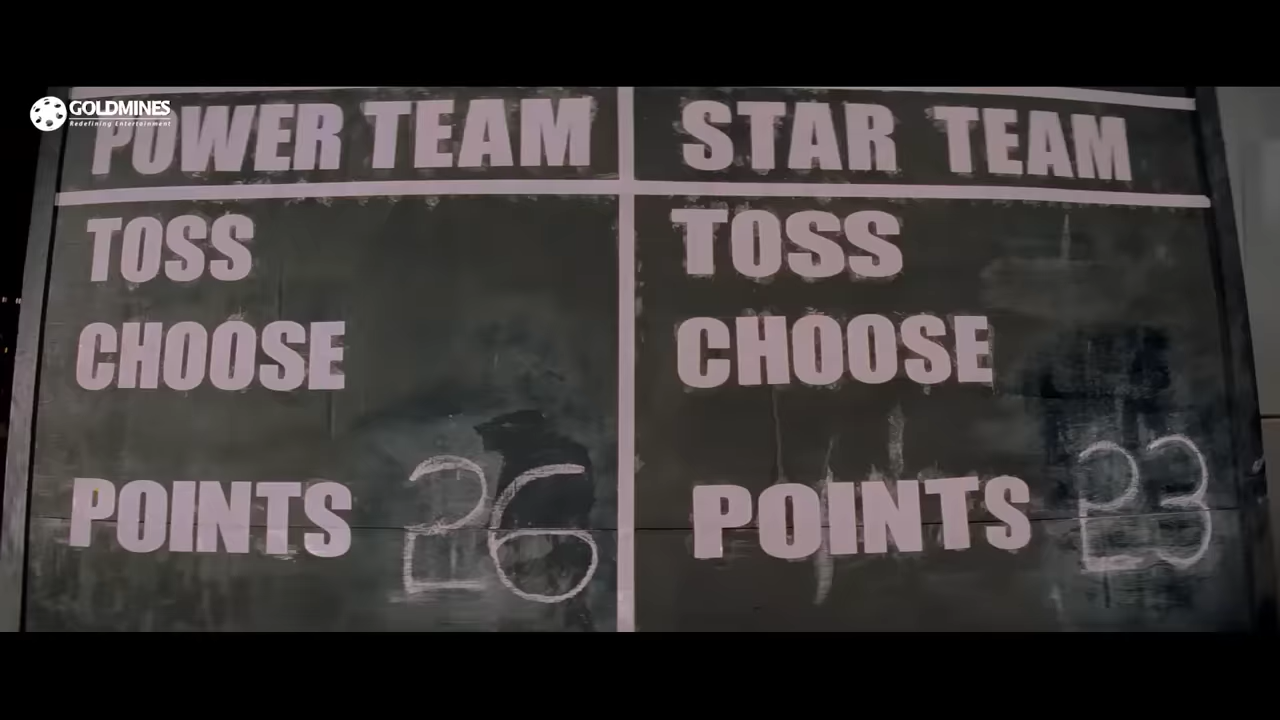 GOLDMINES
Redefining Entertainment
POWER TEAM STAR TEAM
TOSS TOSS
CHOOSE CHOOSE
POINTS 26 POINTS 23